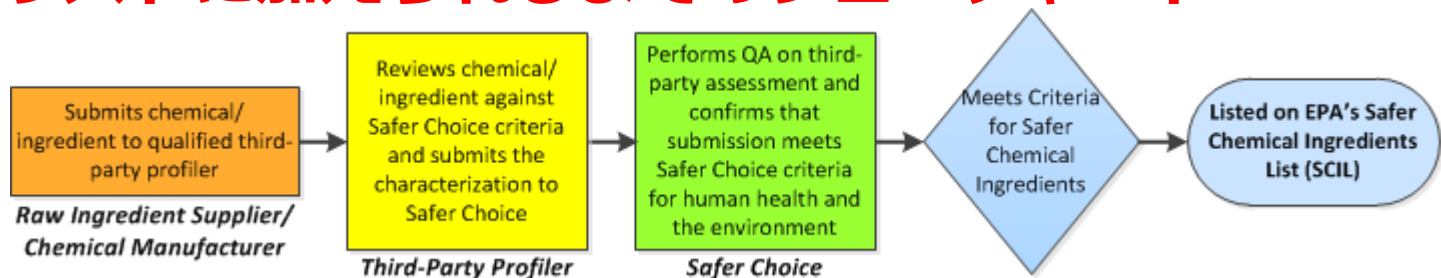 Submits chemical/
ingredient to qualified third-
party profiler
Raw Ingredient Supplier/
Chemical Manufacturer
Reviews chemical/
ingredient against
Safer Choice criteria
and submits the
characterization to
Safer Choice
Third-Party Profiler
Performs QA on third-
party assessment and
confirms that
submission meets
Safer Choice criteria
for human health and
the environment
Safer Choice
Meets Criteria
for Safer
Chemical
Ingredients
Listed on EPA's Safer
Chemical Ingredients
List (SCIL)